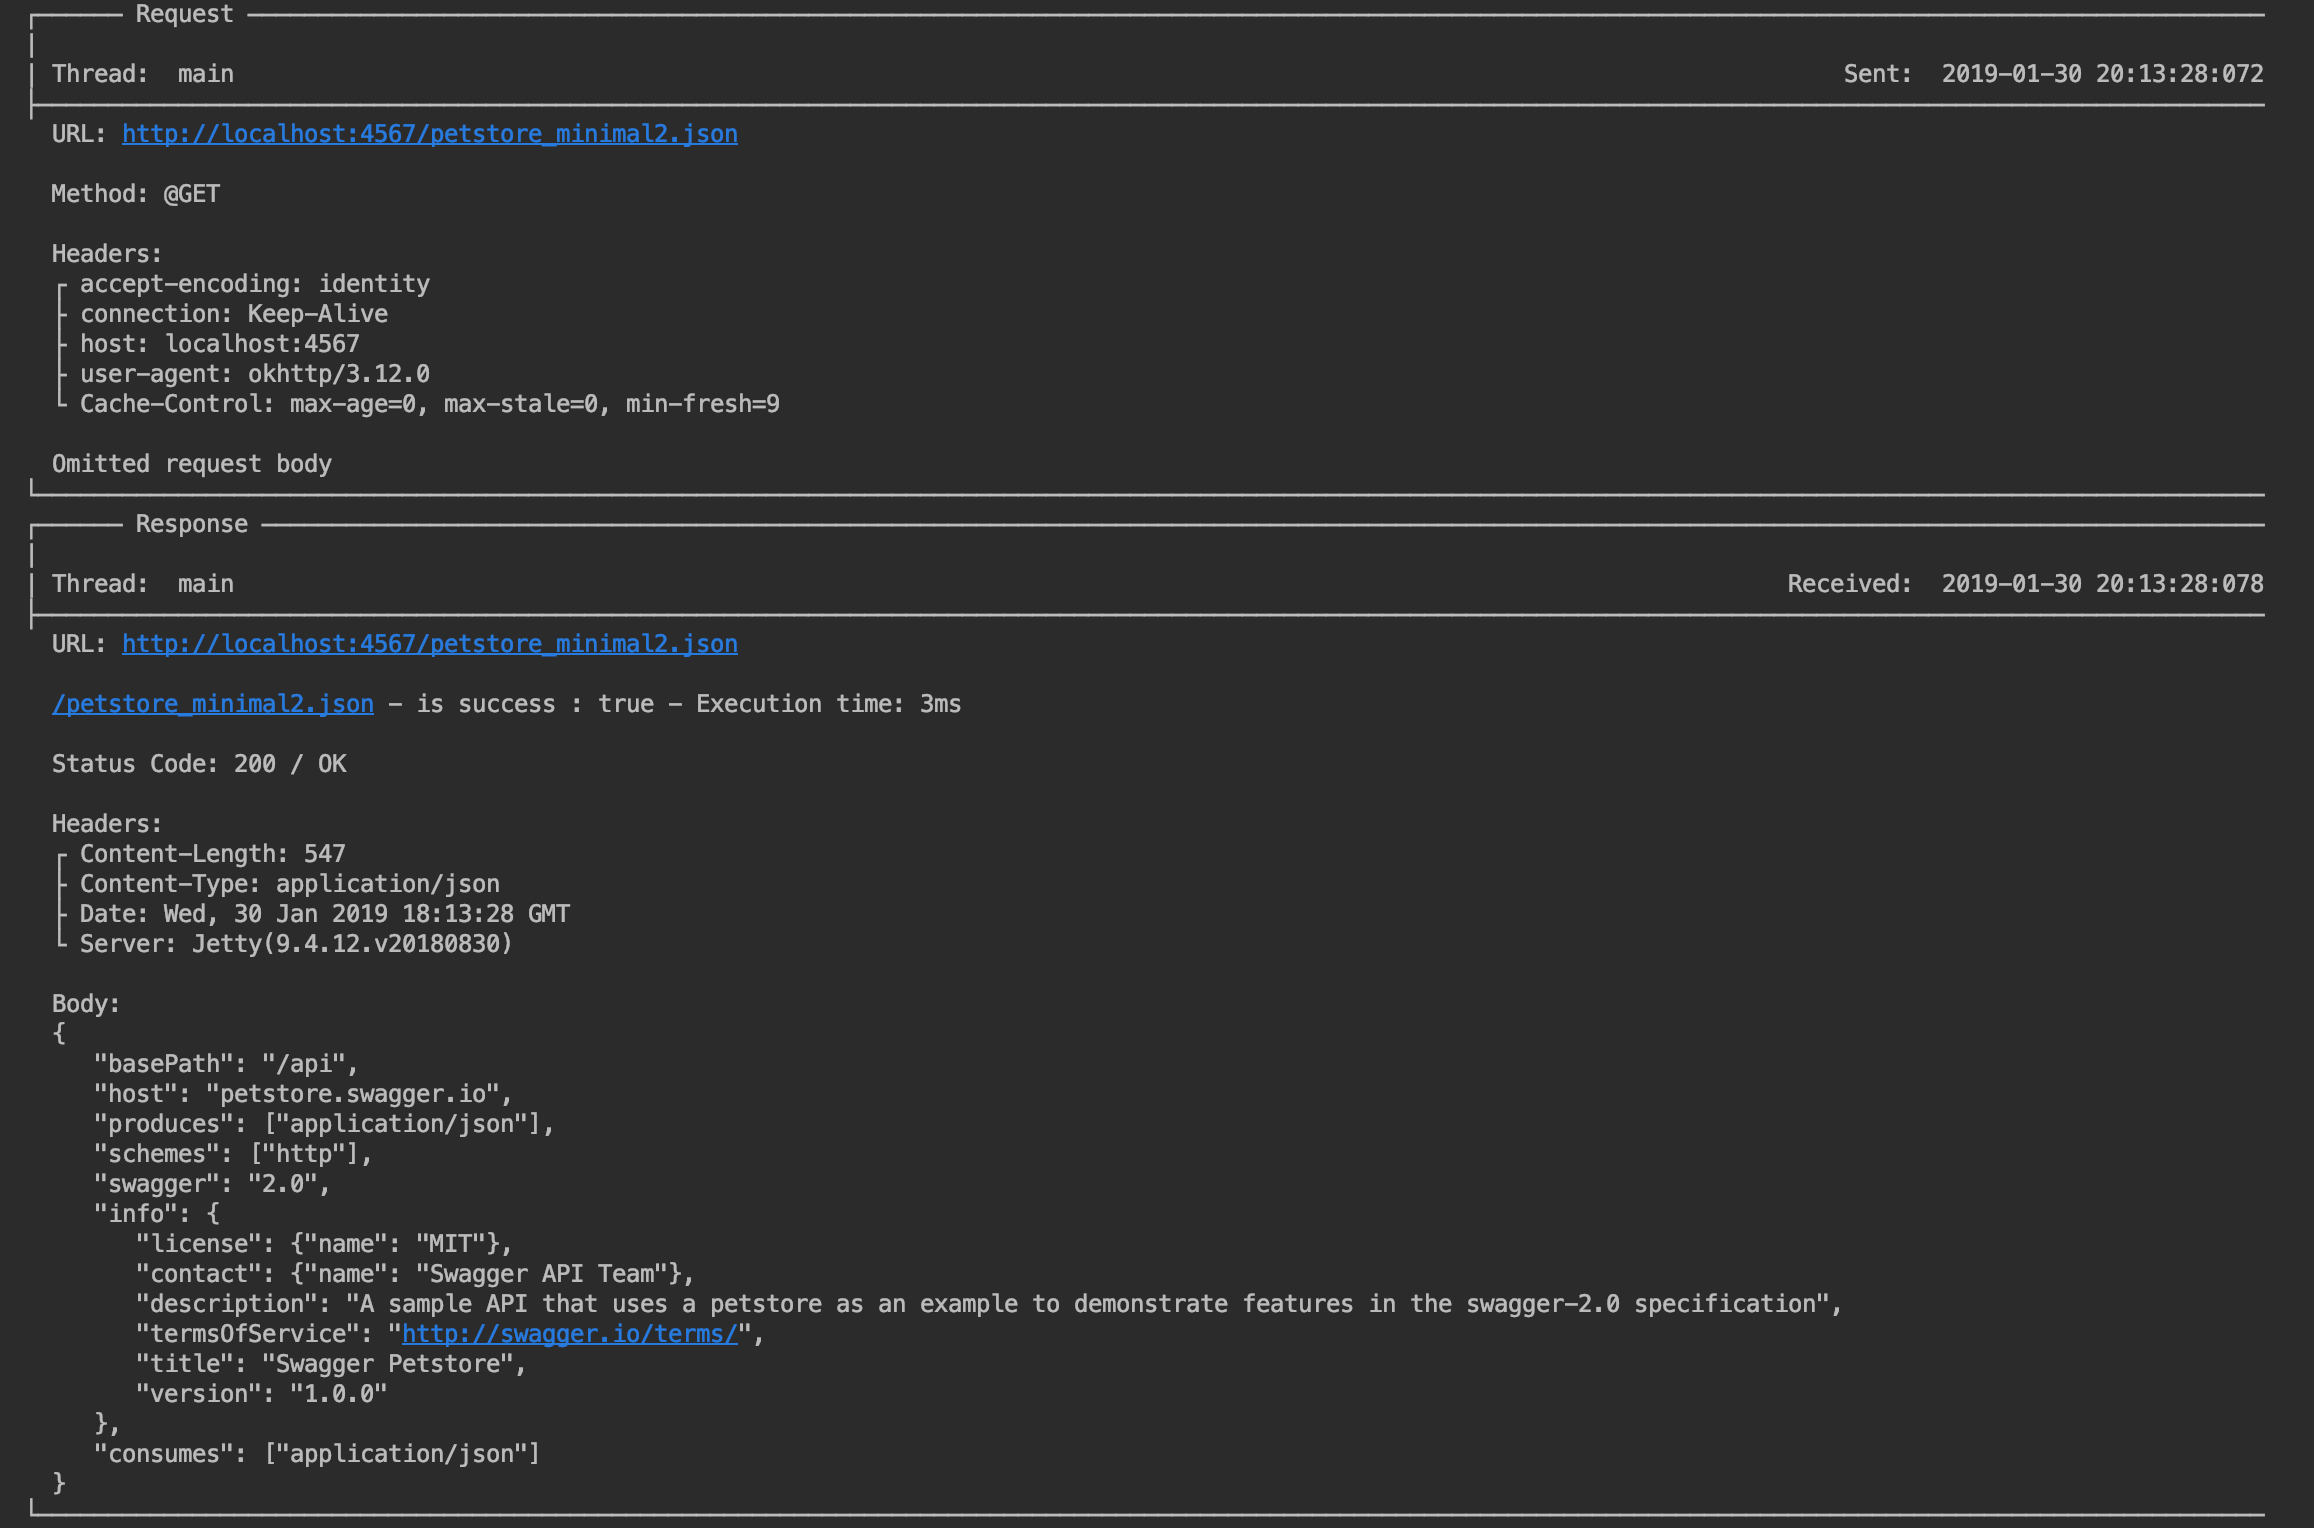 Request
Thread:  main  Sent:  2019-01-30 20:13:28:072
URL: http://localhost:4567/petstore_minimal2.json
Method: @GET
Headers:
┌ accept-encoding: identity
├ connection: Keep-Alive
├ host: localhost:4567
├ user-agent: okhttp/3.12.0
└ Cache-Control: max-age=0, max-stale=0, min-fresh=9
Omitted request body
Response
Thread:  main  Received:  2019-01-30 20:13:28:078
URL: http://localhost:4567/petstore_minimal2.json
/petstore_minimal2.json - is success : true - Execution time: 3ms
Status Code: 200 / OK
Headers:
┌ Content-Length: 547
├ Content-Type: application/json
├ Date: Wed, 30 Jan 2019 18:13:28 GMT
└ Server: Jetty(9.4.12.v20180830)
Body:
{
   "basePath": "/api",
   "host": "petstore.swagger.io",
   "produces": ["application/json"],
   "schemes": ["http"],
   "swagger": "2.0",
   "info": {
      "license": {"name": "MIT"},
      "contact": {"name": "Swagger API Team"},
      "description": "A sample API that uses a petstore as an example to demonstrate features in the swagger-2.0 specification",
      "termsOfService": "http://swagger.io/terms/",
      "title": "Swagger Petstore",
      "version": "1.0.0"
   },
   "consumes": ["application/json"]
}